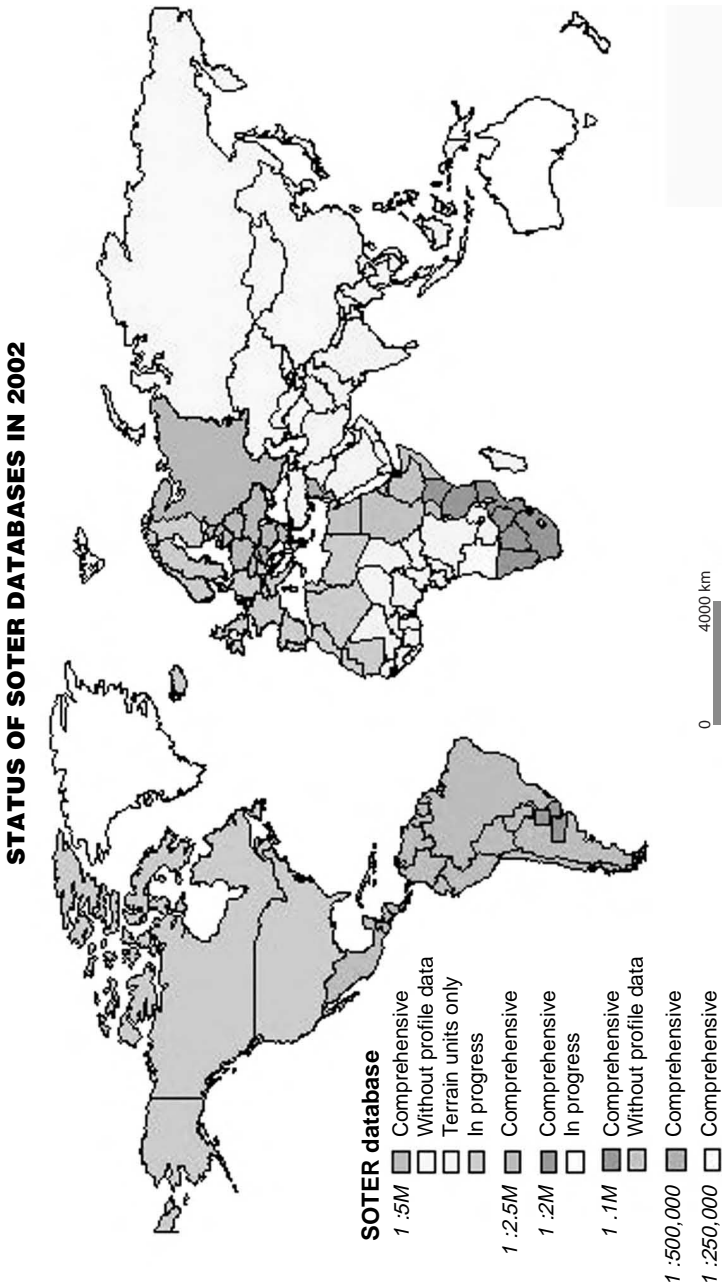 STATUS OF SOTER DATABASES IN 2002
SOTER database
1 :5M Comprehensive
Without profile data
Terrain units only
In progress
1 :2.5M Comprehensive
1 :2M Comprehensive
In progress
1 .1M Comprehensive
Without profile data
1 :500,000 Comprehensive
1 :250,000 Comprehensive
0 4000 km